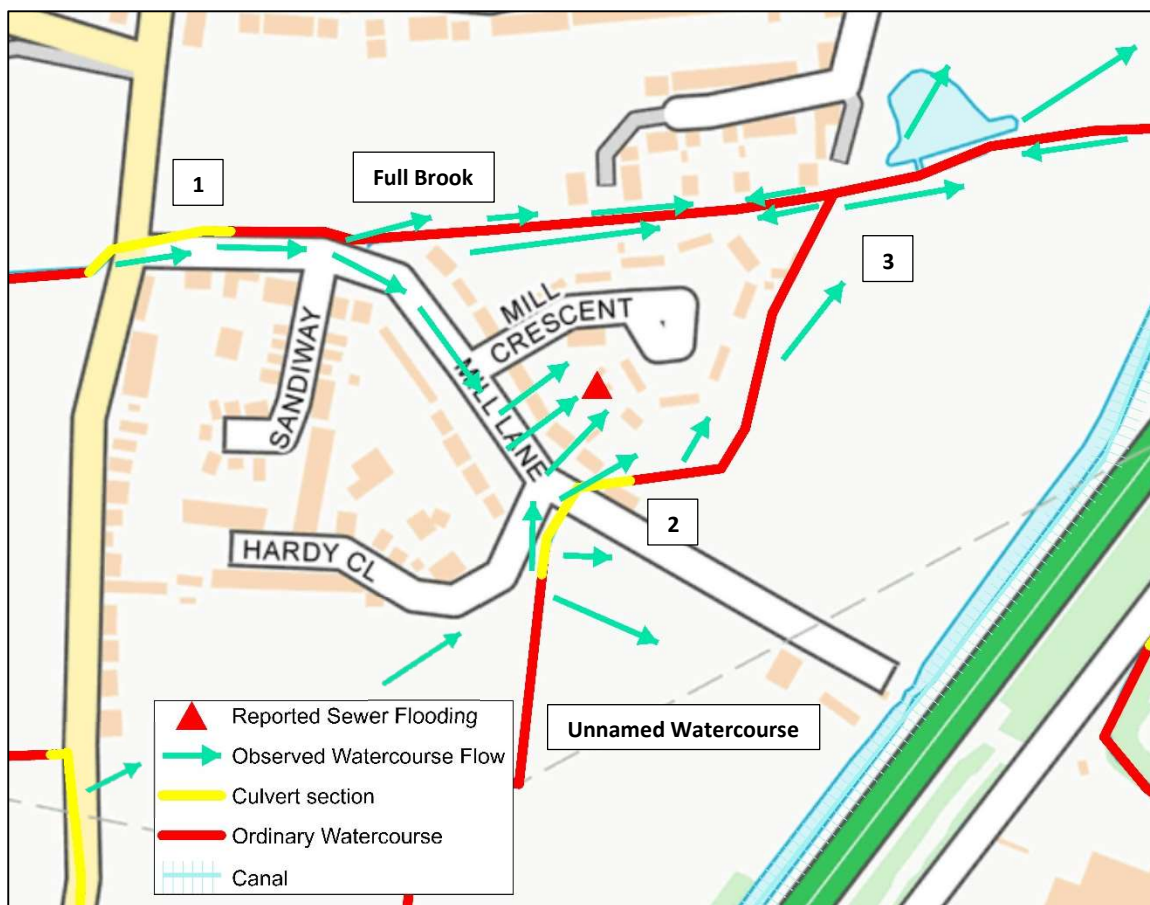 1
Full Brook
3
MILL
CRESCENT
SANDIWAY
MILL LANE
2
HARDY CL
Unnamed Watercourse
Reported Sewer Flooding
Observed Watercourse Flow
Culvert section
Ordinary Watercourse
Canal